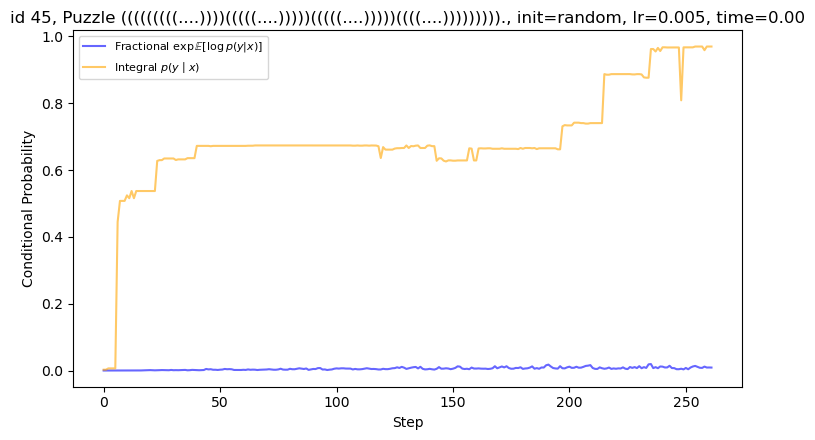 id 45, Puzzle (((((((((....))))(((((....)))))(((((....)))))((((....)))))))))., init=random, lr=0.005, time=0.00
Fractional exp𝔼[log p(y|x)]
Integral p(y | x)
Conditional Probability
1.0
0.8
0.6
0.4
0.2
0.0
0 50 100 150 200 250
Step